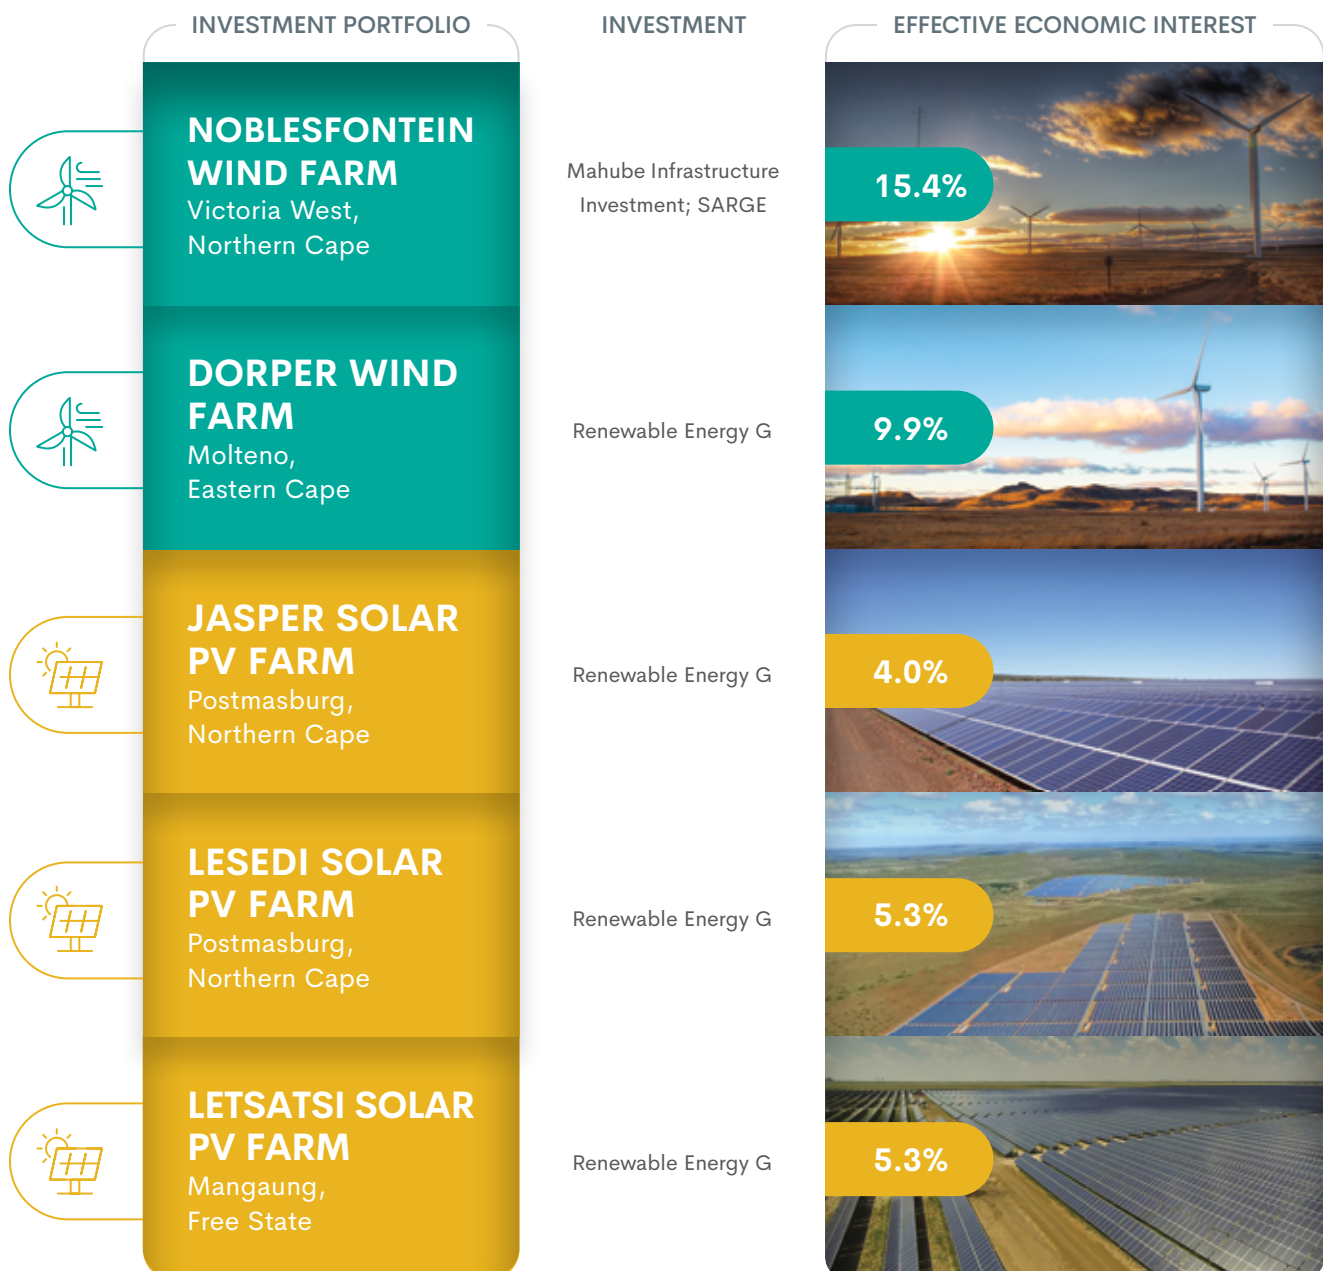 INVESTMENT PORTFOLIO
INVESTMENT
EFFECTIVE ECONOMIC INTEREST
NOBLESFONTEIN
WIND FARM
Victoria West,
Northern Cape
Mahube Infrastructure
Investment; SARGE
15.4%
DORPER WIND
FARM
Molteno,
Eastern Cape
Renewable Energy G
9.9%
JASPER SOLAR
PV FARM
Postmasburg,
Northern Cape
Renewable Energy G
4.0%
LESEDI SOLAR
PV FARM
Postmasburg,
Northern Cape
Renewable Energy G
5.3%
LETSATSI SOLAR
PV FARM
Mangaung,
Free State
Renewable Energy G
5.3%